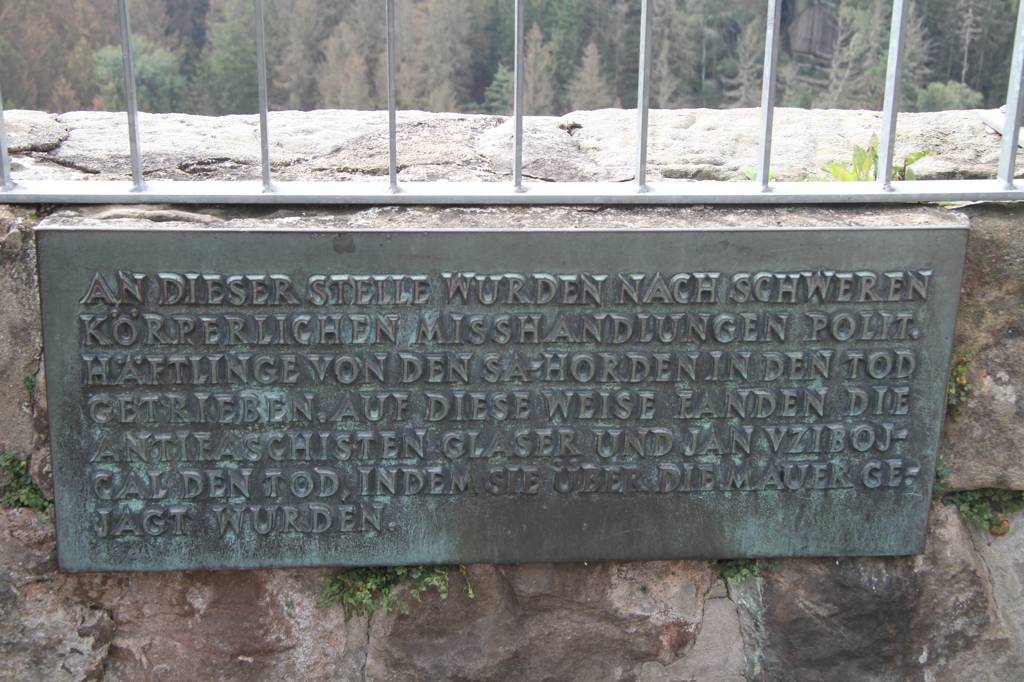 AN DIESER STELLE WURDEN NACH SCHWEREN
KÖRPERLICHEN MISSHANDLUNGEN POLIT.
HÄFTLINGE VON DEN SA-HORDEN IN DEN TOD
GETRIEBEN. AUF DIESE WEISE FANDEN DIE
ANTIFASCHISTEN GLASER UND JAN VZIBOJ-
CAL DEN TOD, INDEM SIE ÜBER DIE MAUER GE-
JAGT WURDEN.